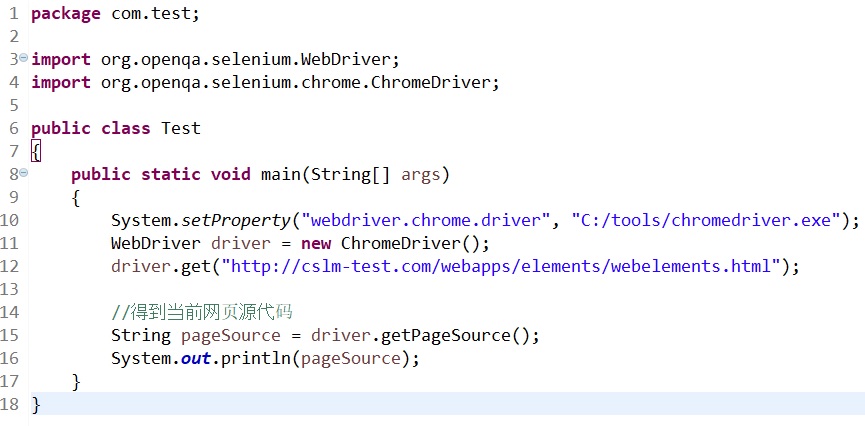 1 package com.test;
2
3 import org.openqa.selenium.WebDriver;
4 import org.openqa.selenium.chrome.ChromeDriver;
5
6 public class Test
7 {
8     public static void main(String[] args)
9     {
10         System.setProperty("webdriver.chrome.driver", "C:/tools/chromedriver.exe");
11         WebDriver driver = new ChromeDriver();
12         driver.get("http://cslm-test.com/webapps/elements/webelements.html");
13
14         //得到当前网页源代码
15         String pageSource = driver.getPageSource();
16         System.out.println(pageSource);
17     }
18 }